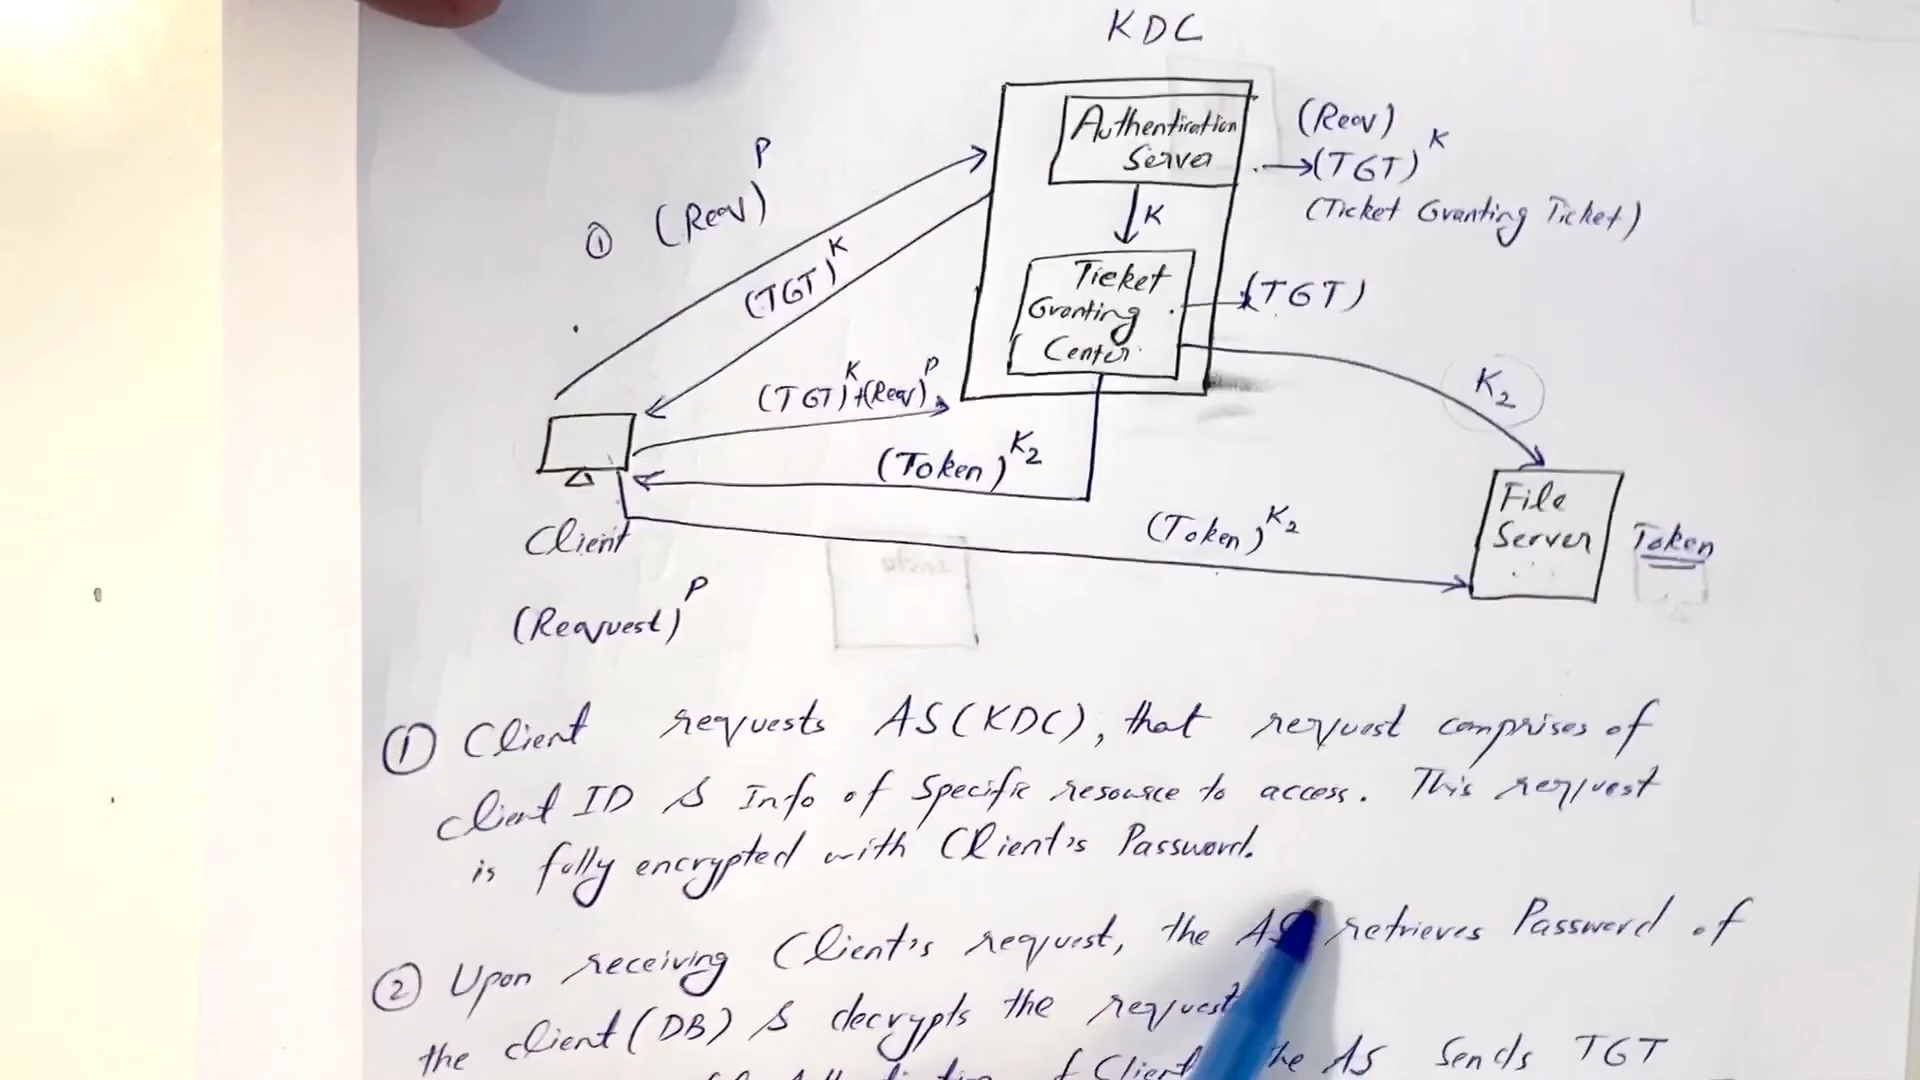 KDC
Authentication
Server
(Req)
(TGT)^K
(Ticket Granting Ticket)
K
Ticket
Granting
Center
(TGT)
① (Req)^P
(TGT)^K
(TGT)^K+(Req)^P
(Token)^K2
K2
(Token)^K2
File
Server
Token
Client
(Request)^P
① Client requests AS(KDC), that request comprises of
client ID & Info of Specific resource to access. This request
is fully encrypted with Client's Password.
② Upon receiving Client's request, the AS retrieves Password of
the client (DB) & decrypts the request
of Client the AS Sends TGT